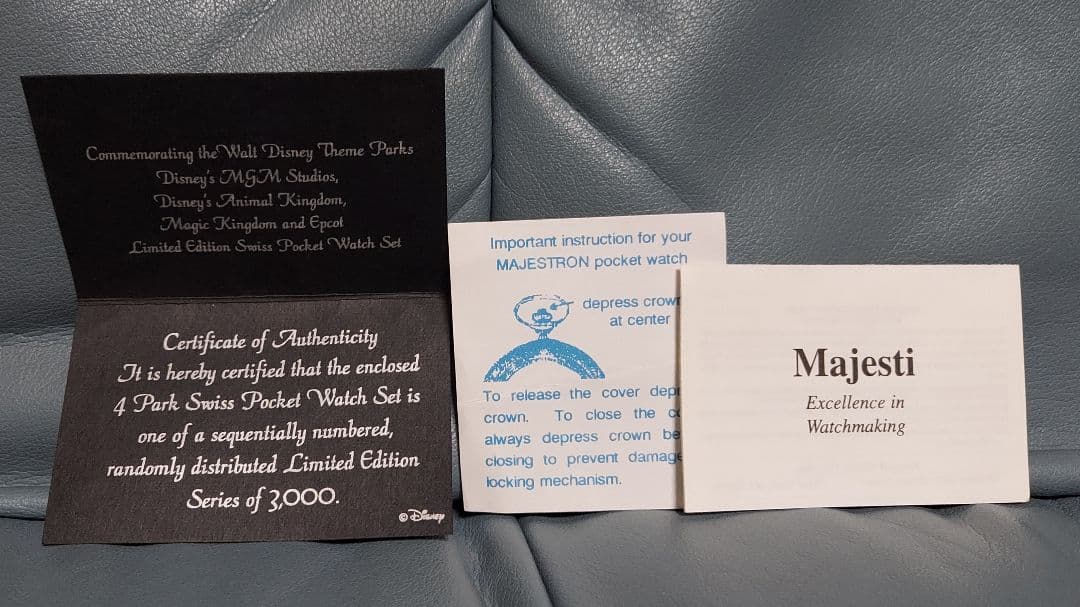 Commemorating the Walt Disney Theme Parks
Disney's MGM Studios,
Disney's Animal Kingdom,
Magic Kingdom and Epcot
Limited Edition Swiss Pocket Watch Set
Certificate of Authenticity
It is hereby certified that the enclosed
4 Park Swiss Pocket Watch Set is
one of a sequentially numbered,
randomly distributed Limited Edition
Series of 3,000.
© Disney
Important instruction for your
MAJESTRON pocket watch
depress crow
at center
To release the cover dep
crown. To close the c
always depress crown be
closing to prevent damag
locking mechanism.
Majesti
Excellence in
Watchmaking